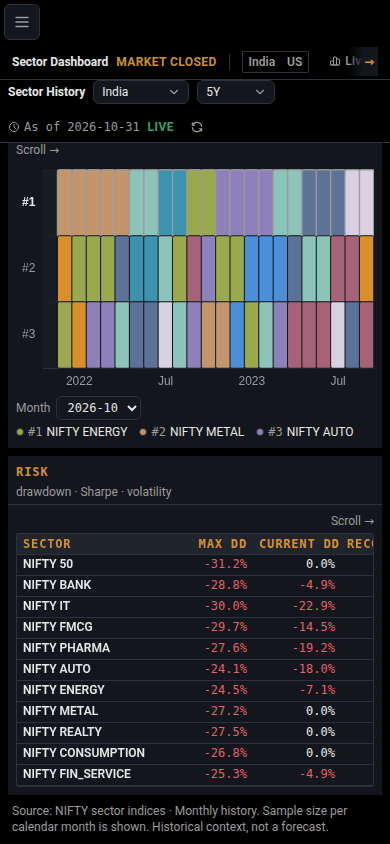 Sector Dashboard MARKET CLOSED India US Liv →
Sector History India 5Y
As of 2026-10-31 LIVE
Scroll →
#1
#2
#3
2022 Jul 2023 Jul
Month 2026-10
#1 NIFTY ENERGY #2 NIFTY METAL #3 NIFTY AUTO
RISK
drawdown · Sharpe · volatility
Scroll →
SECTOR MAX DD CURRENT DD RECO
NIFTY 50 -31.2% 0.0%
NIFTY BANK -28.8% -4.9%
NIFTY IT -30.0% -22.9%
NIFTY FMCG -29.7% -14.5%
NIFTY PHARMA -27.6% -19.2%
NIFTY AUTO -24.1% -18.0%
NIFTY ENERGY -24.5% -7.1%
NIFTY METAL -27.2% 0.0%
NIFTY REALTY -27.5% 0.0%
NIFTY CONSUMPTION -26.8% 0.0%
NIFTY FIN_SERVICE -25.3% -4.9%
Source: NIFTY sector indices · Monthly history. Sample size per
calendar month is shown. Historical context, not a forecast.